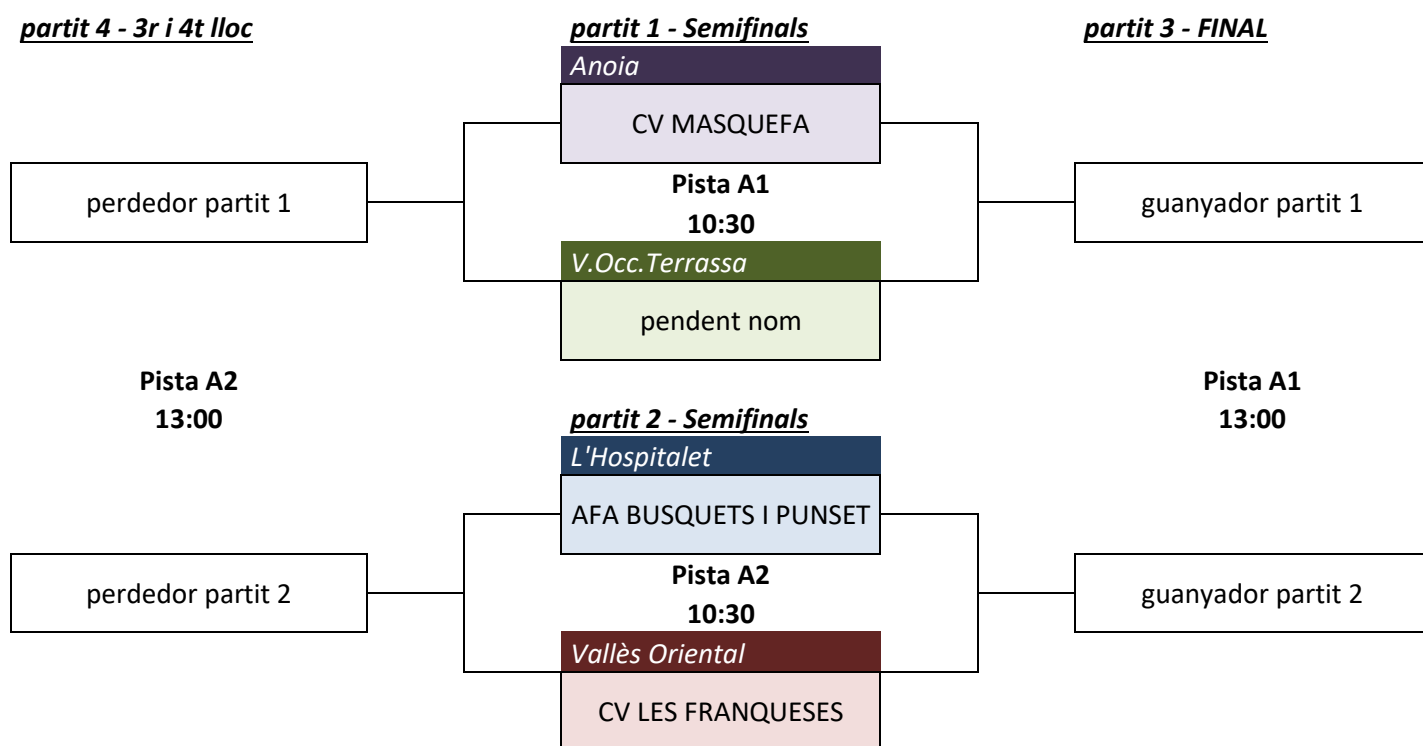 partit 4 - 3r i 4t lloc
partit 1 - Semifinals
partit 3 - FINAL
Anoia
CV MASQUEFA
perdedor partit 1
Pista A1
10:30
guanyador partit 1
V.Occ.Terrassa
pendent nom
Pista A2
13:00
Pista A1
13:00
partit 2 - Semifinals
L'Hospitalet
AFA BUSQUETS I PUNSET
perdedor partit 2
Pista A2
10:30
guanyador partit 2
Vallès Oriental
CV LES FRANQUESES